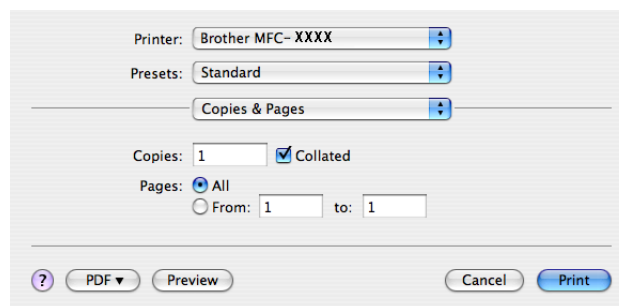 Printer: Brother MFC- XXXX
Presets: Standard
Copies & Pages
Copies: 1 Collated
Pages: All
From: 1 to: 1
? PDF ▼ Preview Cancel Print